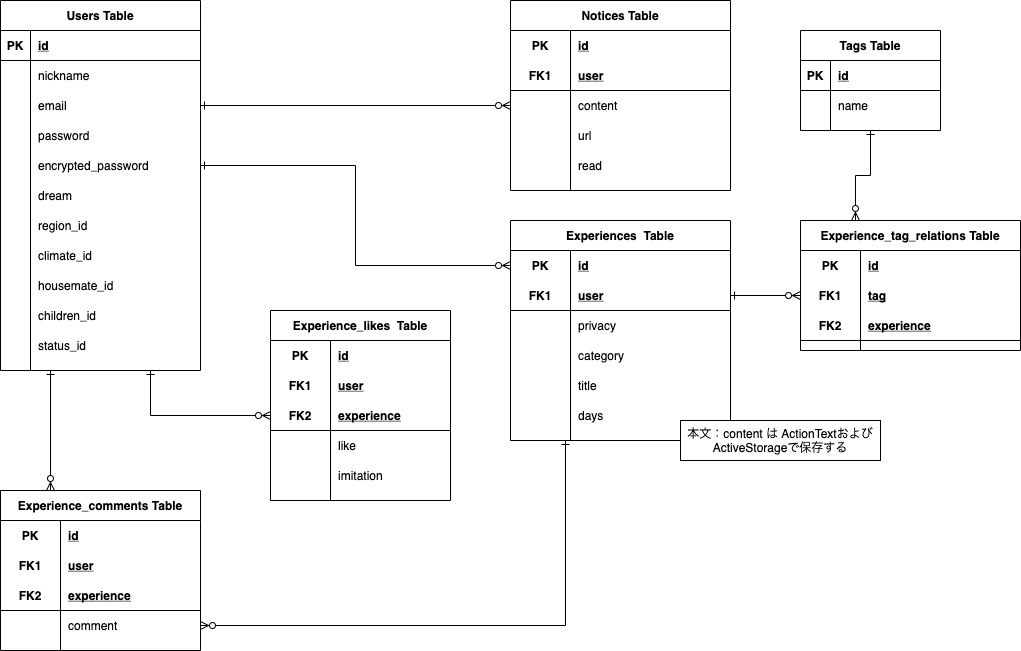 Users Table
PK id
nickname
email
password
encrypted_password
dream
region_id
climate_id
housemate_id
children_id
status_id
Notices Table
PK id
FK1 user
content
url
read
Tags Table
PK id
name
Experiences Table
PK id
FK1 user
privacy
category
title
days
本文：content は ActionTextおよび
ActiveStorageで保存する
Experience_tag_relations Table
PK id
FK1 tag
FK2 experience
Experience_likes Table
PK id
FK1 user
FK2 experience
like
imitation
Experience_comments Table
PK id
FK1 user
FK2 experience
comment